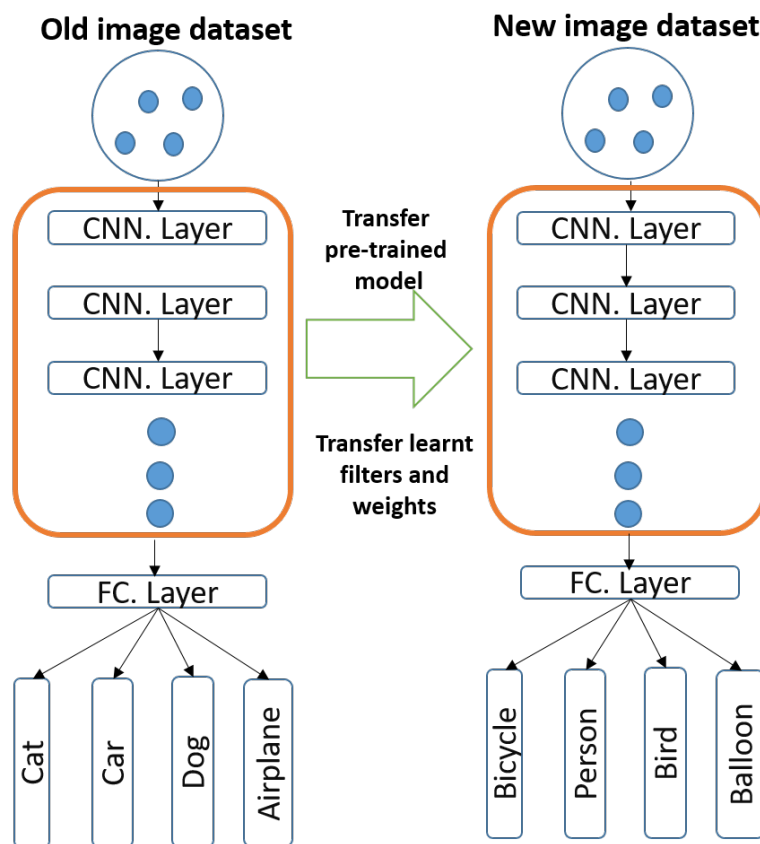 Old image dataset
CNN. Layer
CNN. Layer
CNN. Layer
FC. Layer
Cat
Car
Dog
Airplane
Transfer
pre-trained
model
Transfer learnt
filters and
weights
New image dataset
CNN. Layer
CNN. Layer
CNN. Layer
FC. Layer
Bicycle
Person
Bird
Balloon